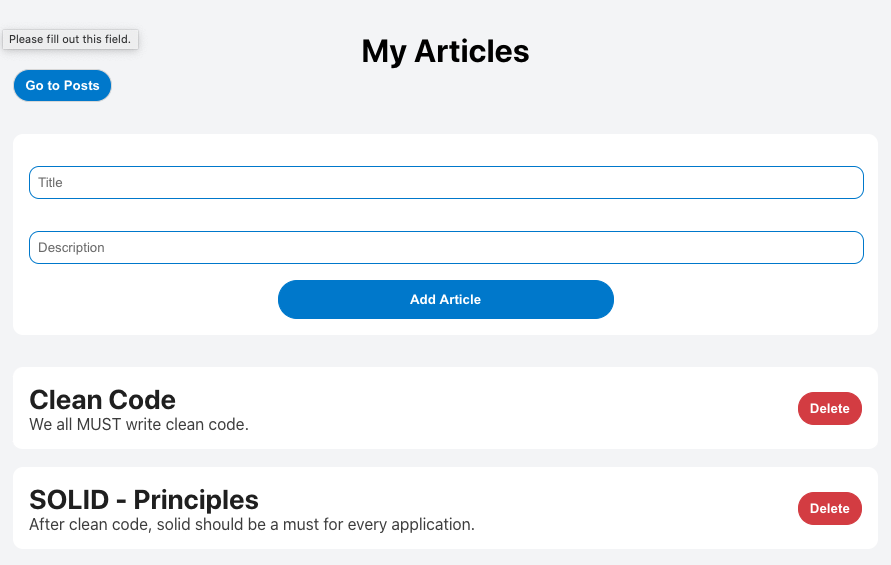 Please fill out this field.
My Articles
Go to Posts
Title
Description
Add Article
Clean Code
We all MUST write clean code.
Delete
SOLID - Principles
After clean code, solid should be a must for every application.
Delete